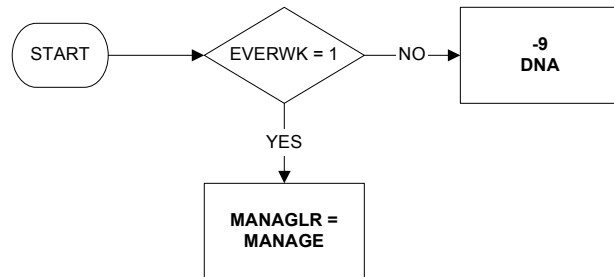 START
EVERWK = 1
NO
-9
DNA
YES
MANAGLR =
MANAGE